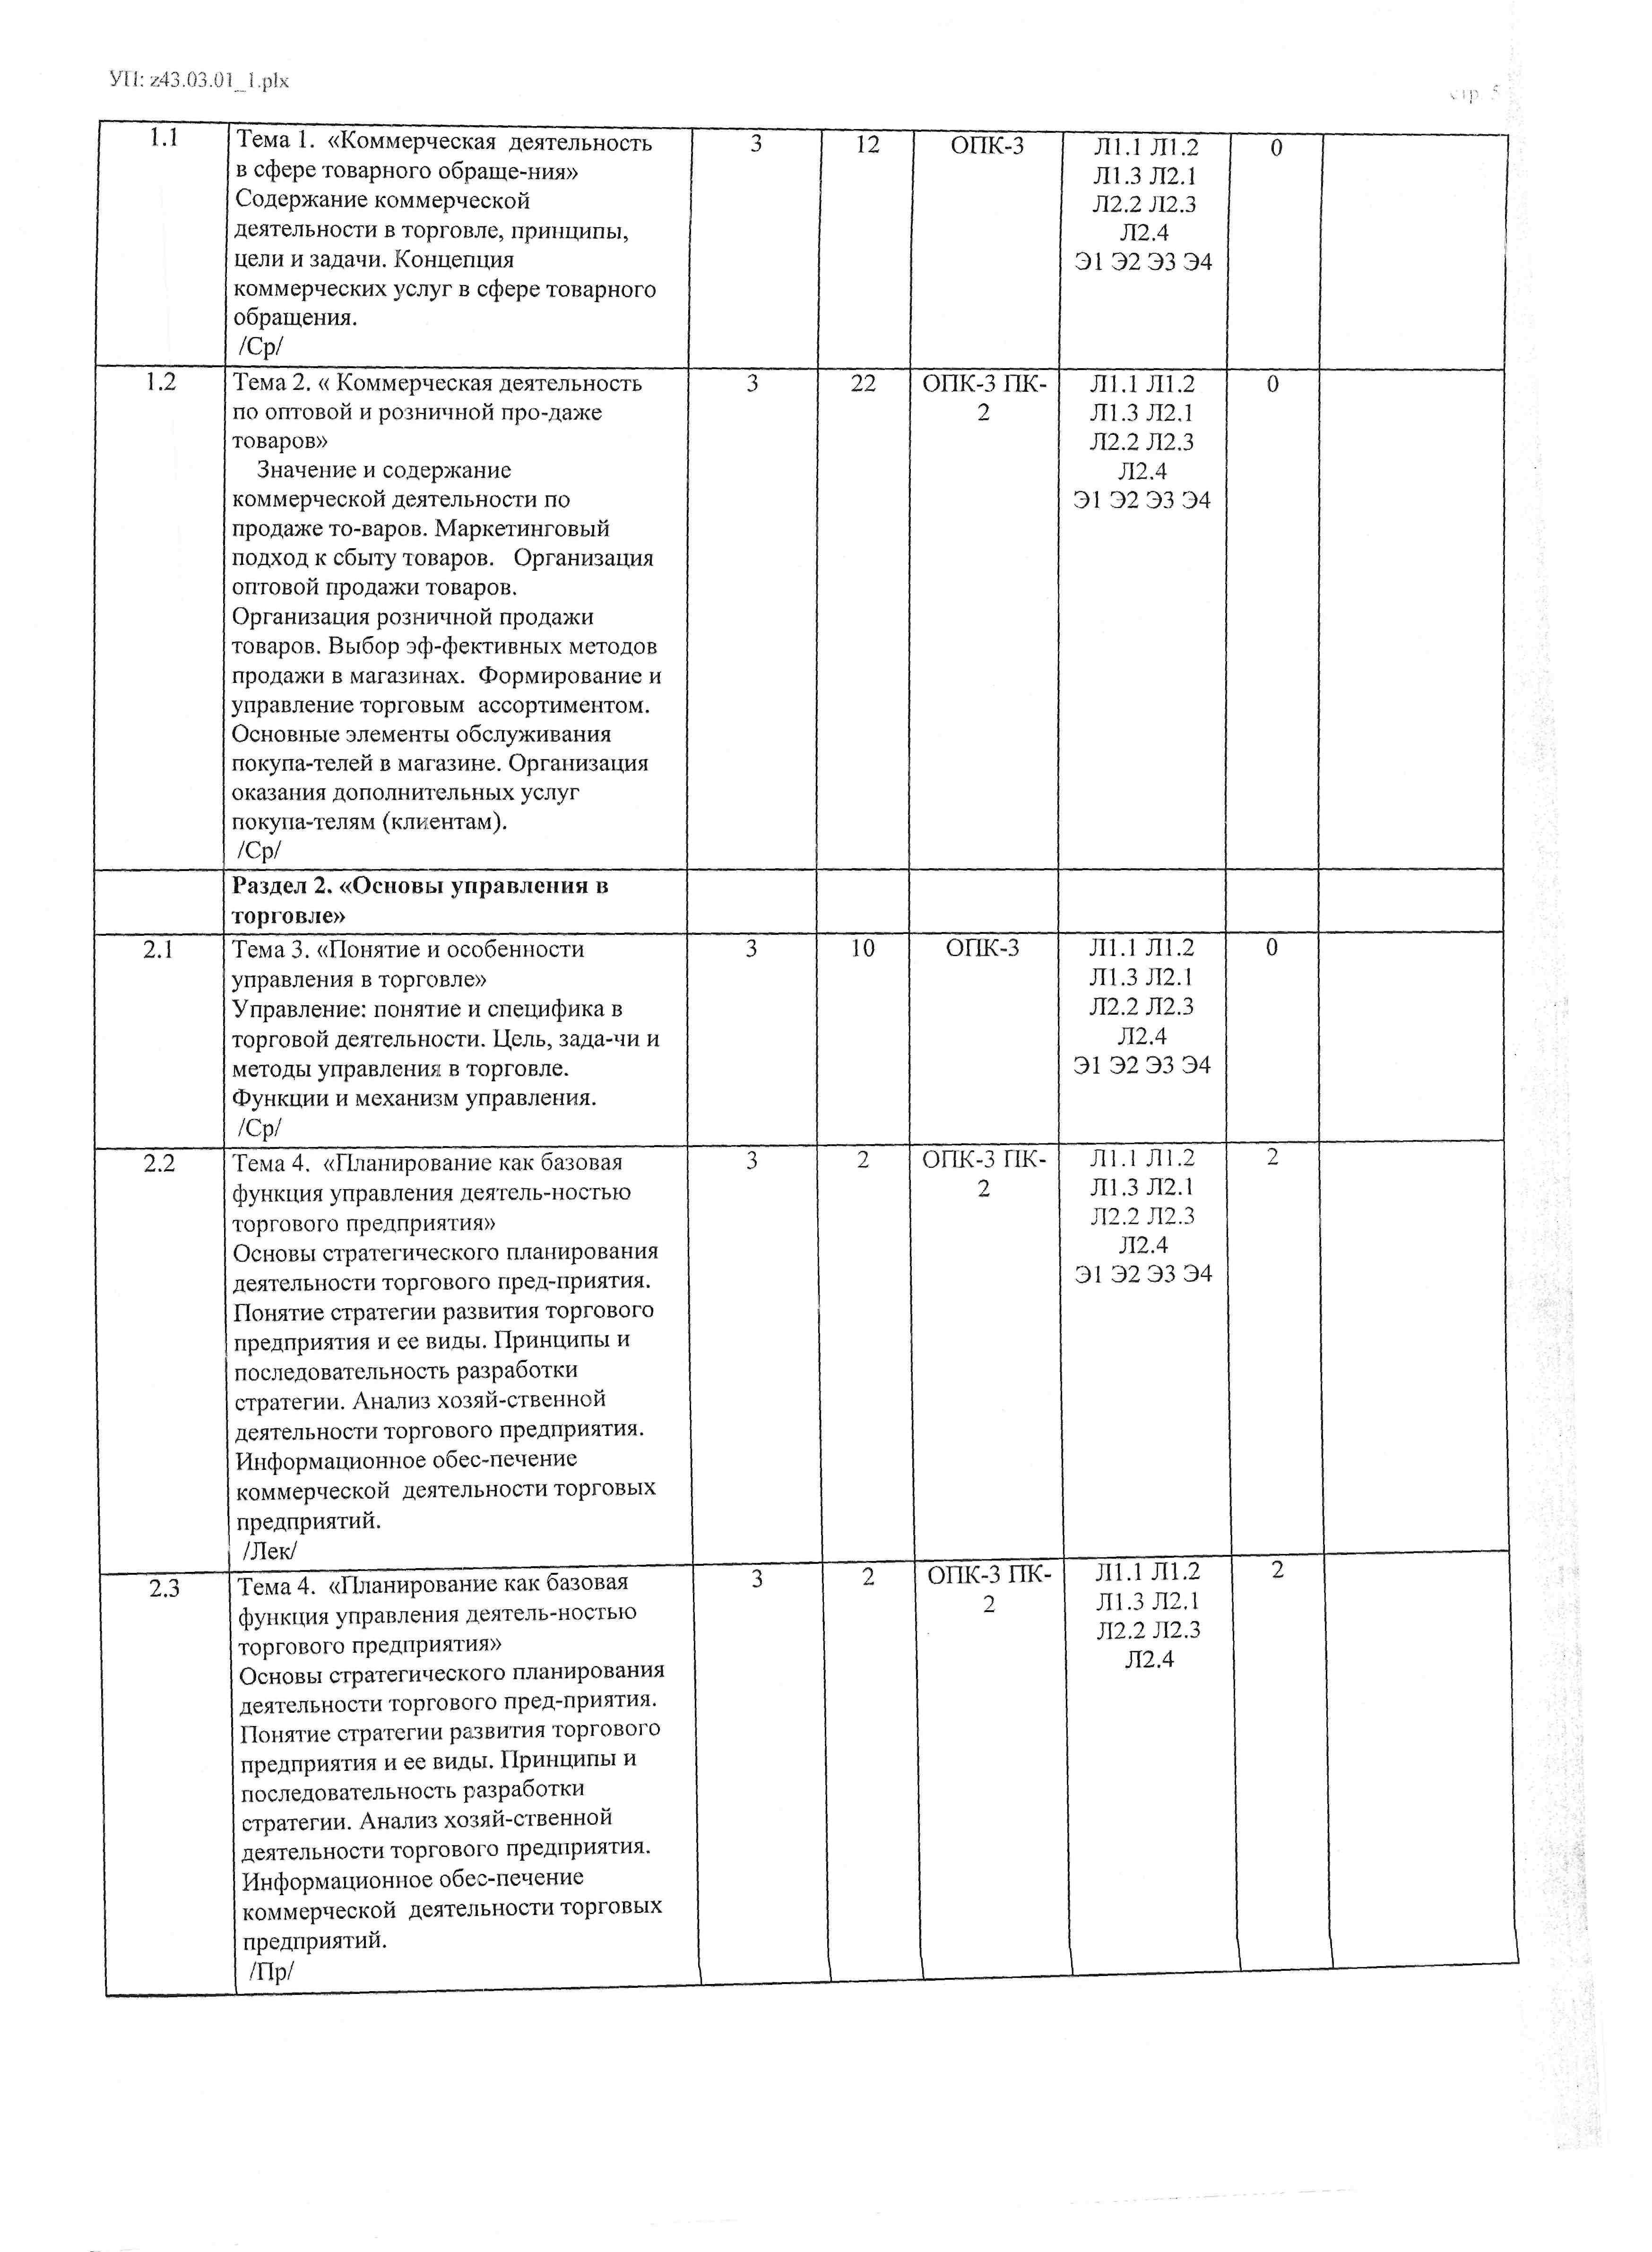 УП: z43.03.01_1.plx
стр. 5
1.1
Тема 1.  «Коммерческая  деятельность
в сфере товарного обраще-ния»
Содержание коммерческой
деятельности в торговле, принципы,
цели и задачи. Концепция
коммерческих услуг в сфере товарного
обращения.
/Ср/
3
12
ОПК-3
Л1.1 Л1.2
Л1.3 Л2.1
Л2.2 Л2.3
Л2.4
Э1 Э2 Э3 Э4
0
1.2
Тема 2. « Коммерческая деятельность
по оптовой и розничной про-даже
товаров»
Значение и содержание
коммерческой деятельности по
продаже то-варов. Маркетинговый
подход к сбыту товаров.   Организация
оптовой продажи товаров.
Организация розничной продажи
товаров. Выбор эф-фективных методов
продажи в магазинах.  Формирование и
управление торговым  ассортиментом.
Основные элементы обслуживания
покупа-телей в магазине. Организация
оказания дополнительных услуг
покупа-телям (клиентам).
/Ср/
3
22
ОПК-3 ПК-
2
Л1.1 Л1.2
Л1.3 Л2.1
Л2.2 Л2.3
Л2.4
Э1 Э2 Э3 Э4
0
Раздел 2. «Основы управления в
торговле»
2.1
Тема 3. «Понятие и особенности
управления в торговле»
Управление: понятие и специфика в
торговой деятельности. Цель, зада-чи и
методы управления в торговле.
Функции и механизм управления.
/Ср/
3
10
ОПК-3
Л1.1 Л1.2
Л1.3 Л2.1
Л2.2 Л2.3
Л2.4
Э1 Э2 Э3 Э4
0
2.2
Тема 4.  «Планирование как базовая
функция управления деятель-ностью
торгового предприятия»
Основы стратегического планирования
деятельности торгового пред-приятия.
Понятие стратегии развития торгового
предприятия и ее виды. Принципы и
последовательность разработки
стратегии. Анализ хозяй-ственной
деятельности торгового предприятия.
Информационное обес-печение
коммерческой  деятельности торговых
предприятий.
/Лек/
3
2
ОПК-3 ПК-
2
Л1.1 Л1.2
Л1.3 Л2.1
Л2.2 Л2.3
Л2.4
Э1 Э2 Э3 Э4
2
2.3
Тема 4.  «Планирование как базовая
функция управления деятель-ностью
торгового предприятия»
Основы стратегического планирования
деятельности торгового пред-приятия.
Понятие стратегии развития торгового
предприятия и ее виды. Принципы и
последовательность разработки
стратегии. Анализ хозяй-ственной
деятельности торгового предприятия.
Информационное обес-печение
коммерческой  деятельности торговых
предприятий.
/Пр/
3
2
ОПК-3 ПК-
2
Л1.1 Л1.2
Л1.3 Л2.1
Л2.2 Л2.3
Л2.4
2